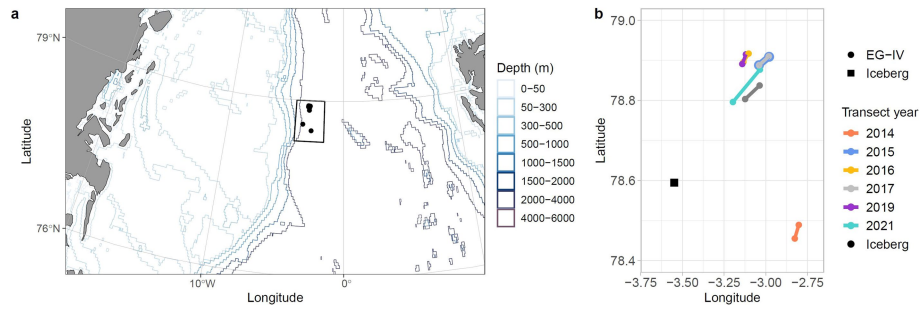 a
79°N
76°N
Latitude
10°W
0°
Longitude
Depth (m)
0−50
50−300
300−500
500−1000
1000−1500
1500−2000
2000−4000
4000−6000
b
79.0
78.8
78.6
78.4
Latitude
−3.75
−3.50
−3.25
−3.00
−2.75
Longitude
EG−IV
Iceberg
Transect year
2014
2015
2016
2017
2019
2021
Iceberg